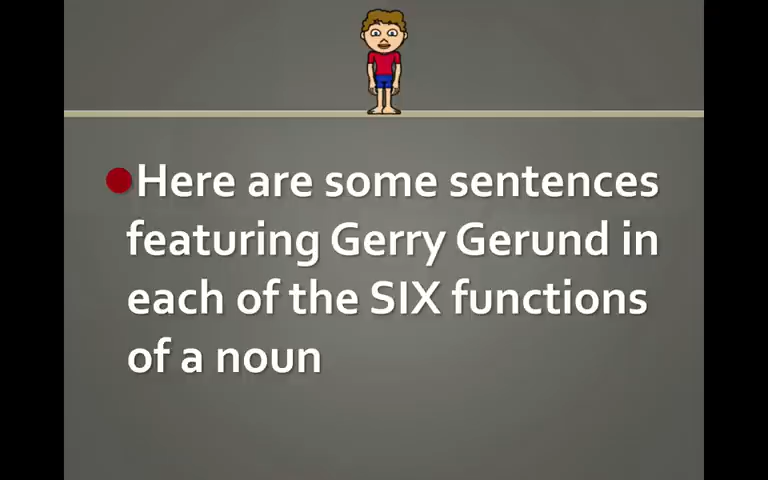 Here are some sentences
featuring Gerry Gerund in
each of the SIX functions
of a noun